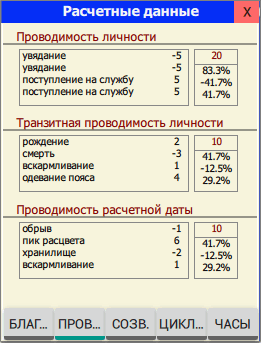 Расчетные данные X
Проводимость личности
увядание -5 20
увядание -5 83.3%
поступление на службу 5 -41.7%
поступление на службу 5 41.7%
Транзитная проводимость личности
рождение 2 10
смерть -3 41.7%
вскармливание 1 -12.5%
одевание пояса 4 29.2%
Проводимость расчетной даты
обрыв -1 10
пик расцвета 6 41.7%
хранилище -2 -12.5%
вскармливание 1 29.2%
БЛАГ... ПРОВ... СОЗВ. ЦИКЛ... ЧАСЫ